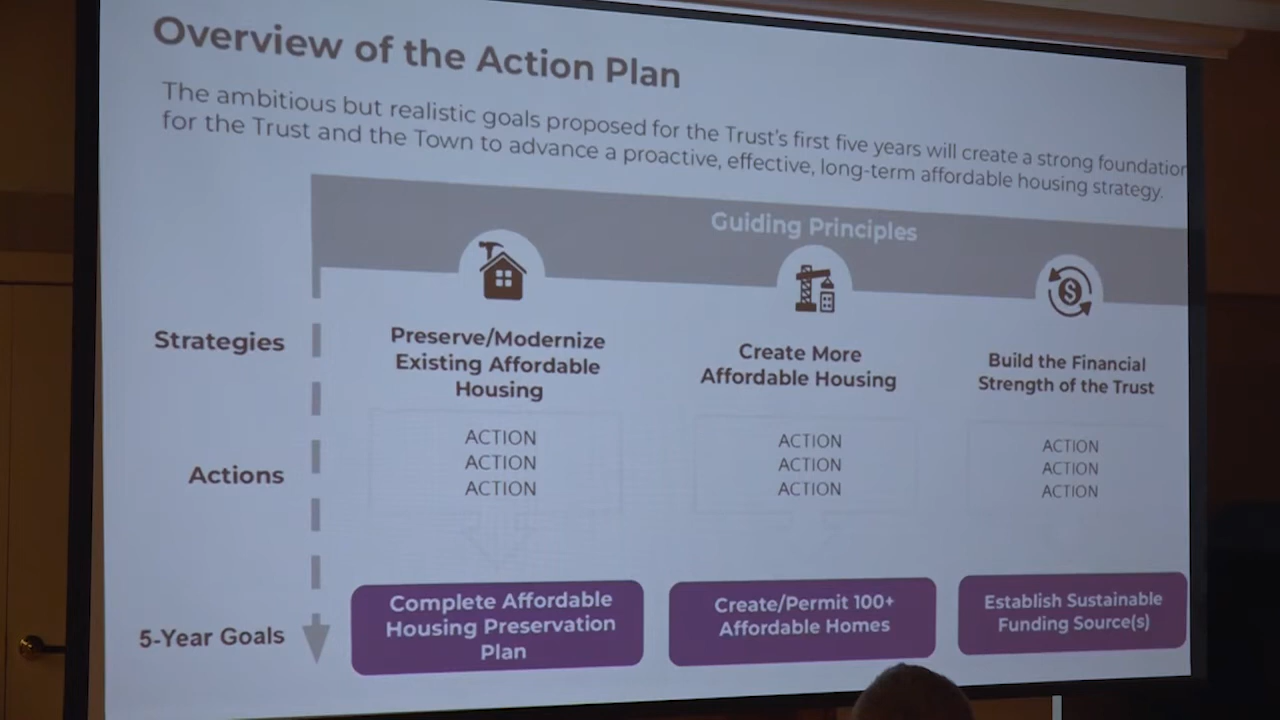 Overview of the Action Plan
The ambitious but realistic goals proposed for the Trust's first five years will create a strong foundation
for the Trust and the Town to advance a proactive, effective, long-term affordable housing strategy.
Guiding Principles
Strategies
Preserve/Modernize
Existing Affordable
Housing
Create More
Affordable Housing
Build the Financial
Strength of the Trust
Actions
ACTION
ACTION
ACTION
ACTION
ACTION
ACTION
ACTION
ACTION
ACTION
5-Year Goals
Complete Affordable
Housing Preservation
Plan
Create/Permit 100+
Affordable Homes
Establish Sustainable
Funding Source(s)